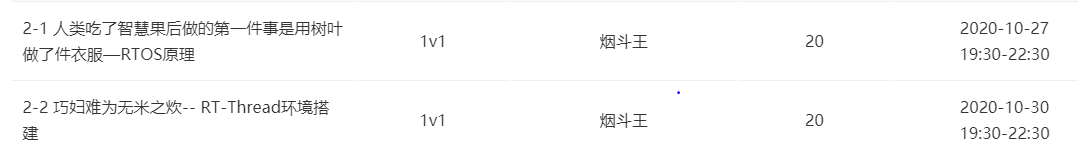 2-1 人类吃了智慧果后做的第一件事是用树叶
做了件衣服—RTOS原理
1v1
烟斗王
20
2020-10-27
19:30-22:30
2-2 巧妇难为无米之炊-- RT-Thread环境搭
建
1v1
烟斗王
20
2020-10-30
19:30-22:30